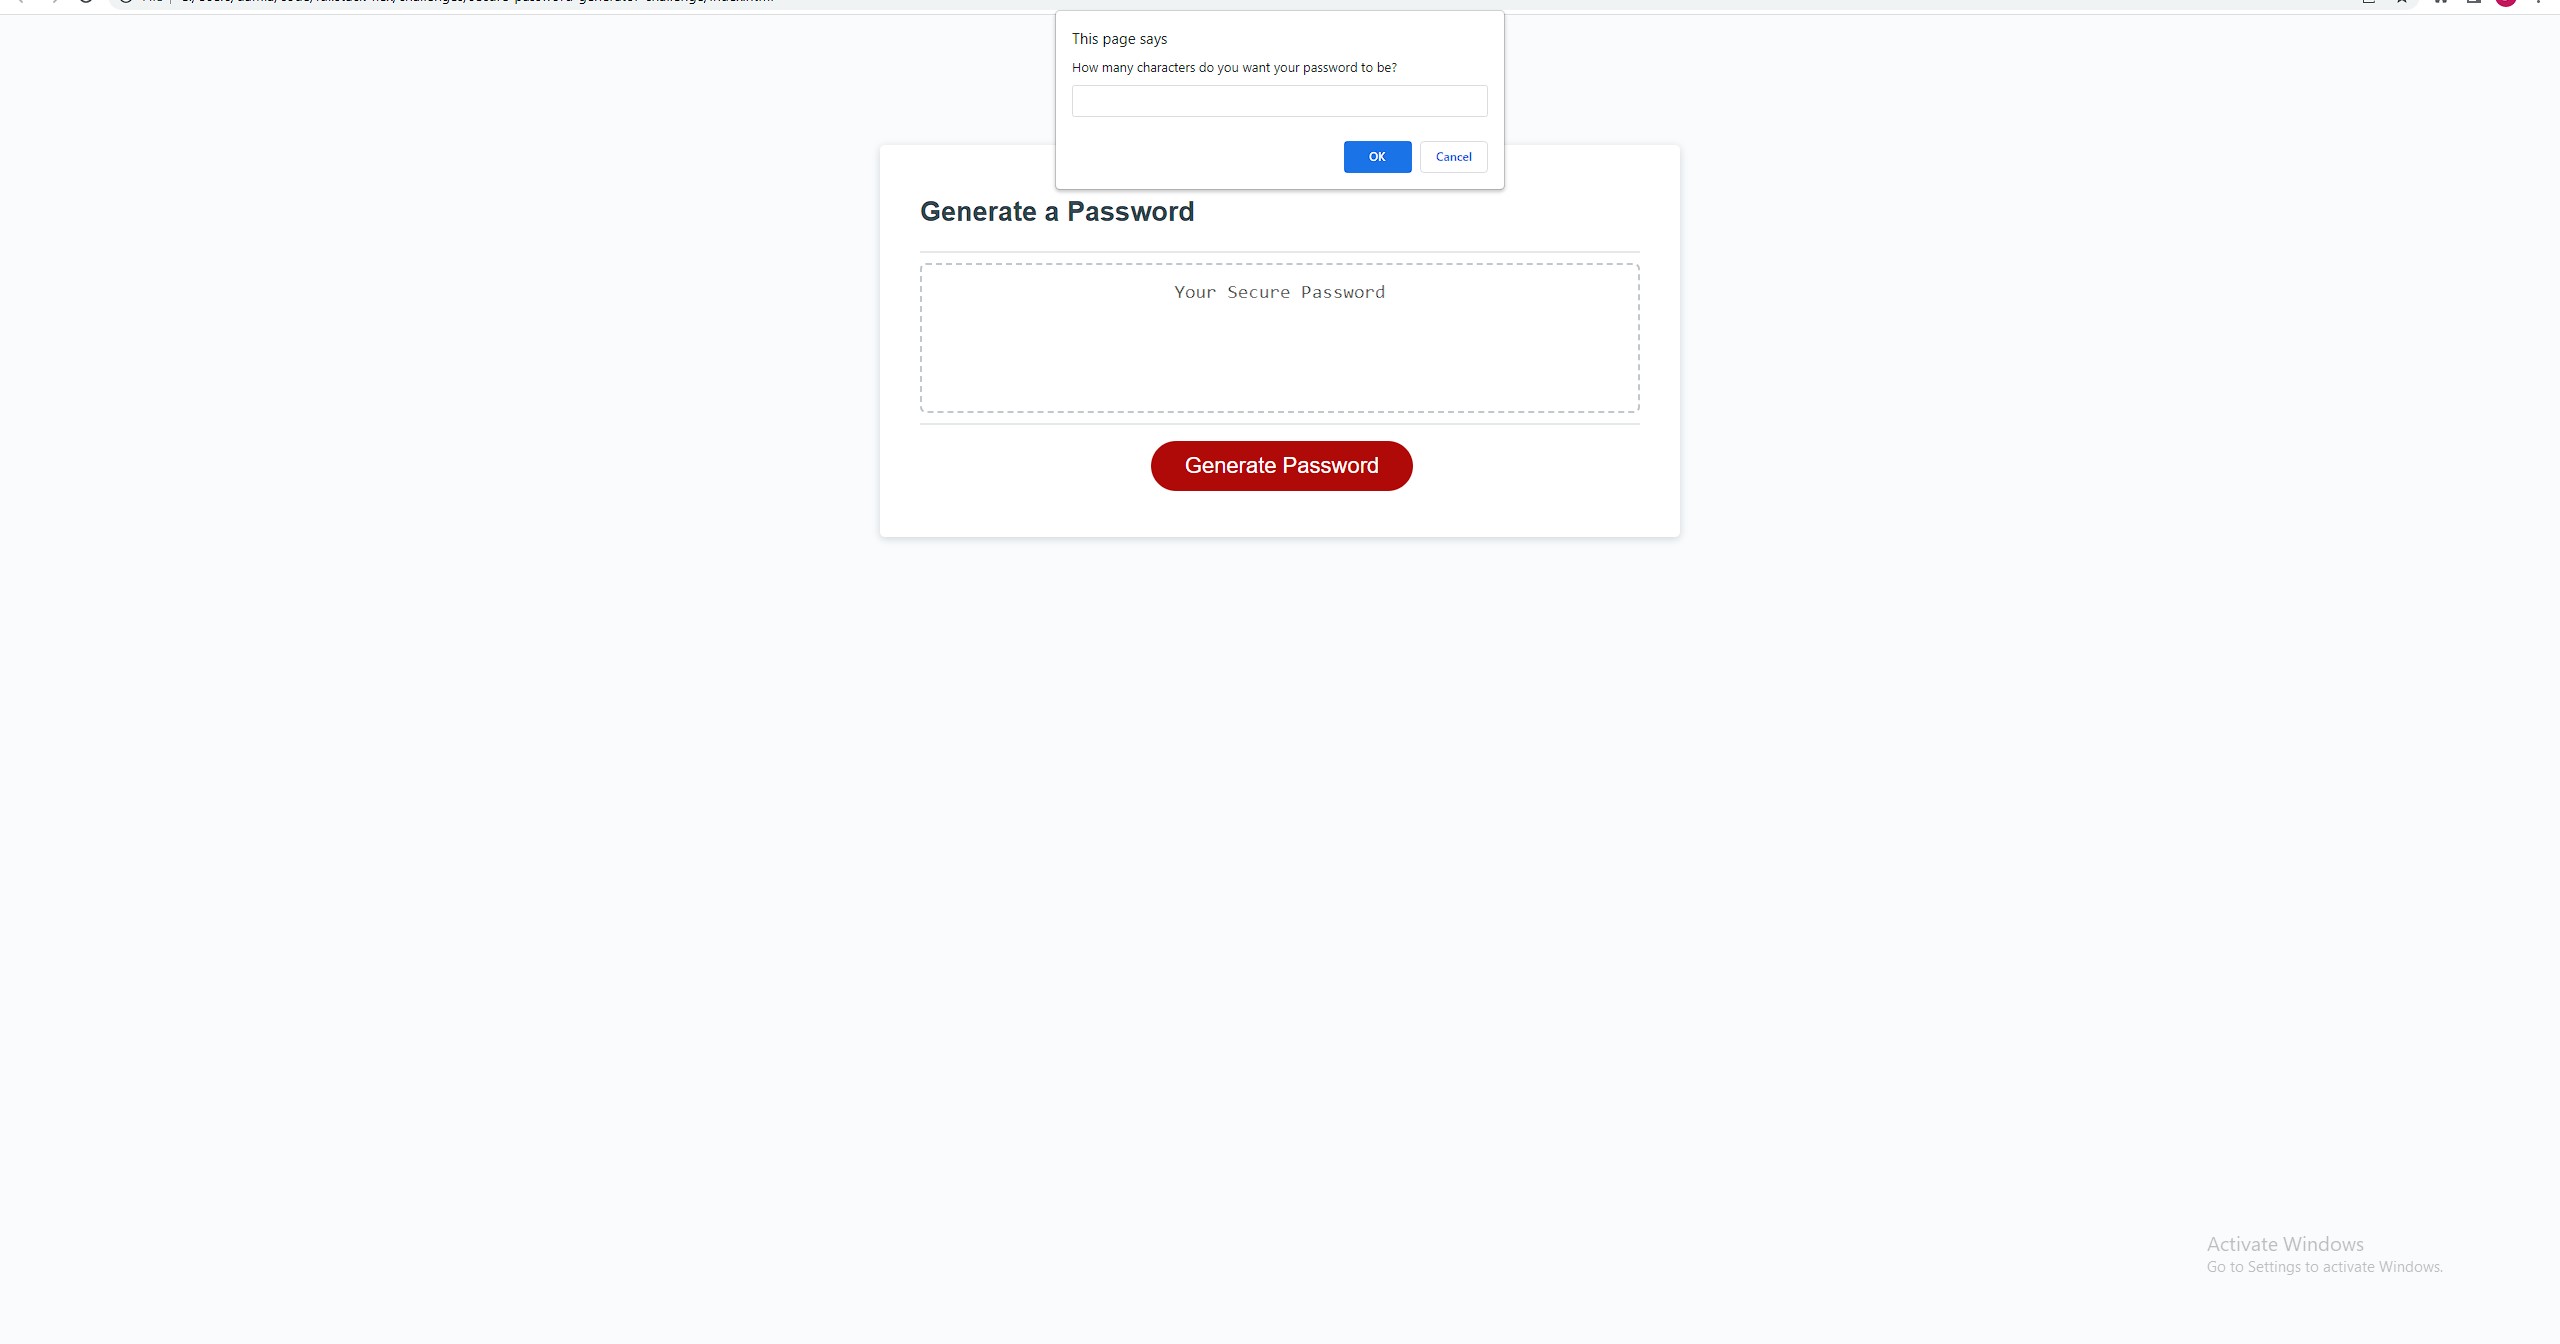 This page says
How many characters do you want your password to be?
OK
Cancel
Generate a Password
Your Secure Password
Generate Password
Activate Windows
Go to Settings to activate Windows.